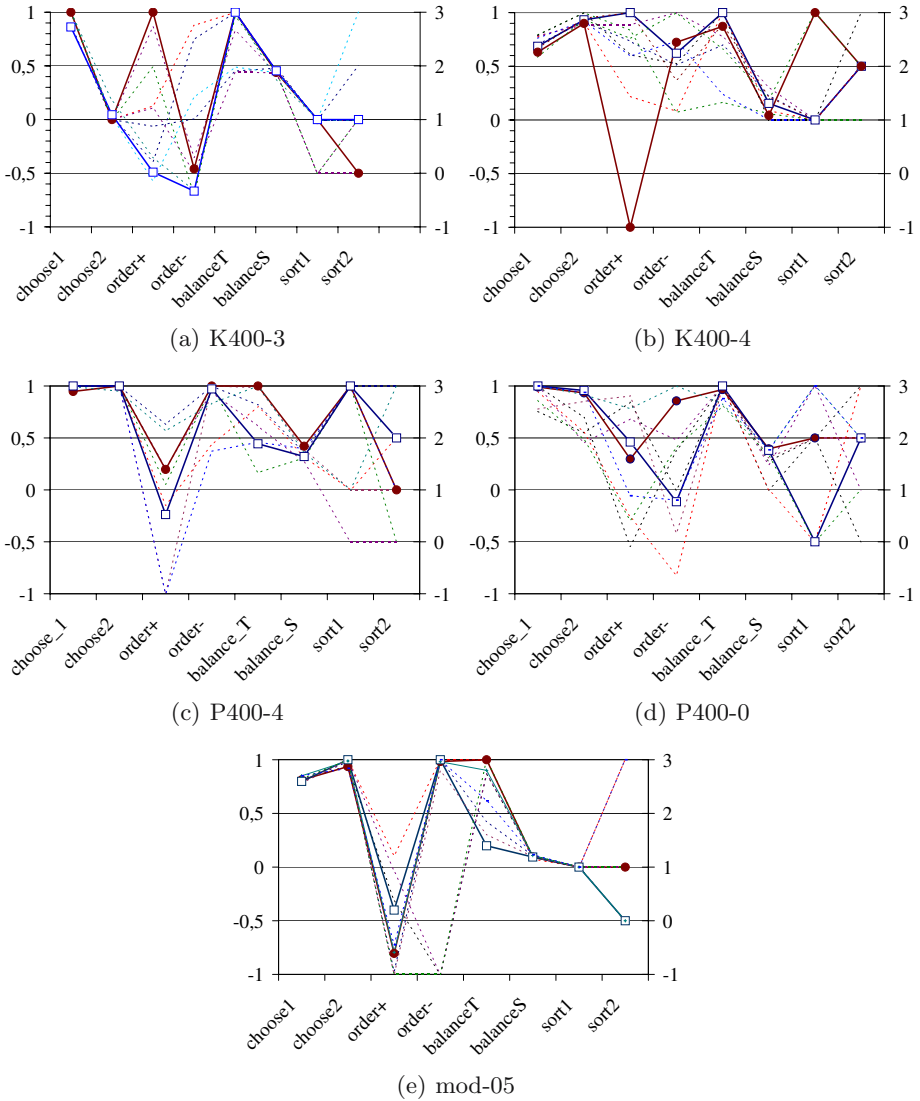 1 3 1 3
0,5 2 0,5 2
0 1 0 1
-0,5 0 -0,5 0
-1 -1 -1 -1
choose1 choose2 order+ order- balanceT balanceS sort1 sort2 choose1 choose2 order+ order- balanceT balanceS sort1 sort2
(a) K400-3 (b) K400-4
1 3 1 3
0,5 2 0,5 2
0 1 0 1
-0,5 0 -0,5 0
-1 -1 -1 -1
choose_1 choose2 order+ order- balance_T balance_S sort1 sort2 choose_1 choose2 order+ order- balance_T balance_S sort1 sort2
(c) P400-4 (d) P400-0
1 3
0,5 2
0 1
-0,5 0
-1 -1
choose1 choose2 order+ order- balanceT balanceS sort1 sort2
(e) mod-05